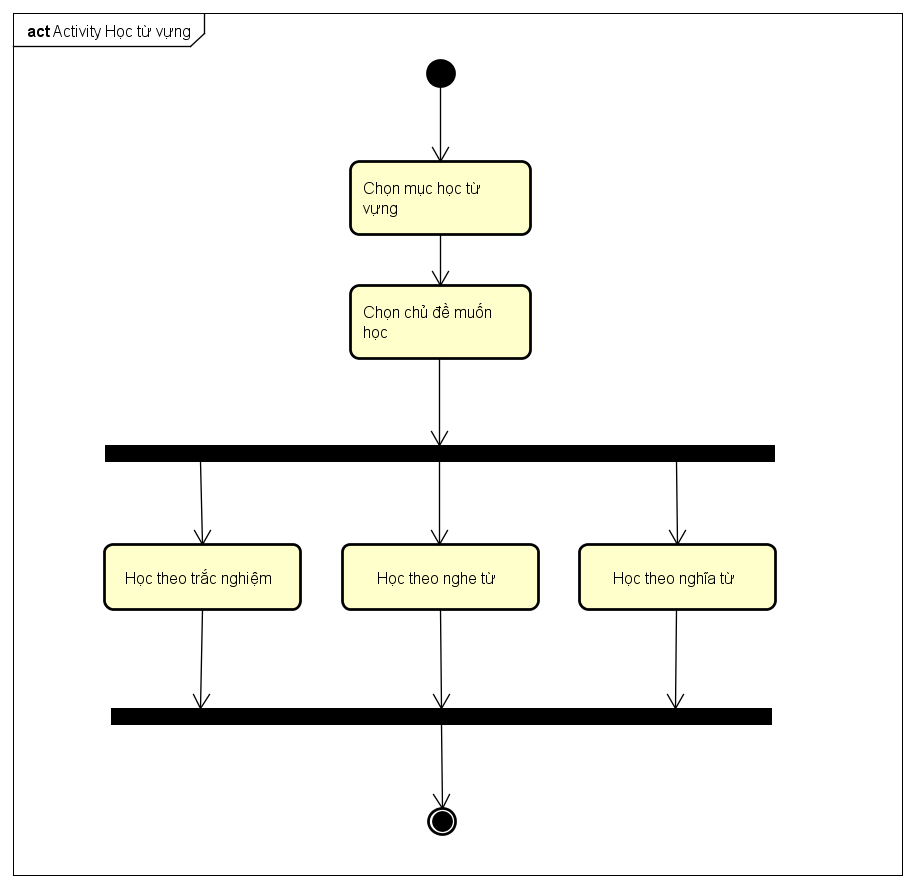 act Activity Học từ vựng
Chọn mục học từ
vựng
Chọn chủ đề muốn
học
Học theo trắc nghiệm
Học theo nghe từ
Học theo nghĩa từ